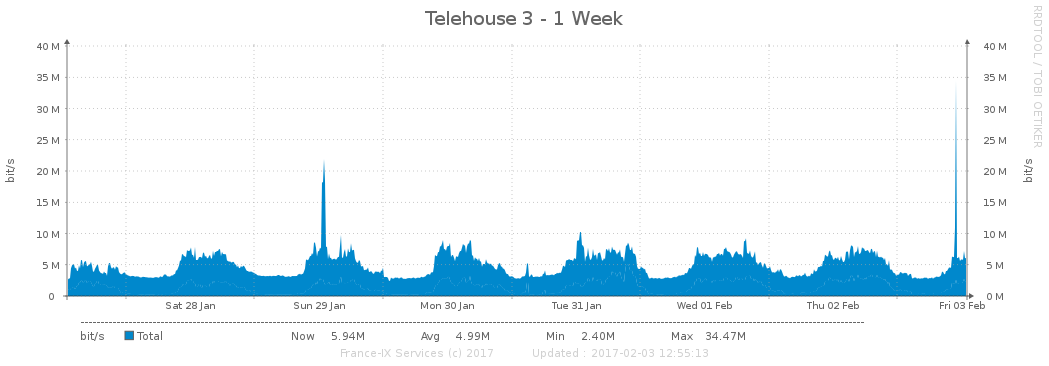 Telehouse 3 - 1 Week
RRDTOOL / TOBI OETIKER
bit/s
40 M
35 M
30 M
25 M
20 M
15 M
10 M
5 M
0
40 M
35 M
30 M
25 M
20 M
15 M
10 M
5 M
0 M
bit/s
Sat 28 Jan Sun 29 Jan Mon 30 Jan Tue 31 Jan Wed 01 Feb Thu 02 Feb Fri 03 Feb
bit/s Total Now 5.94M Avg 4.99M Min 2.40M Max 34.47M
France-IX Services (c) 2017 Updated : 2017-02-03 12:55:13